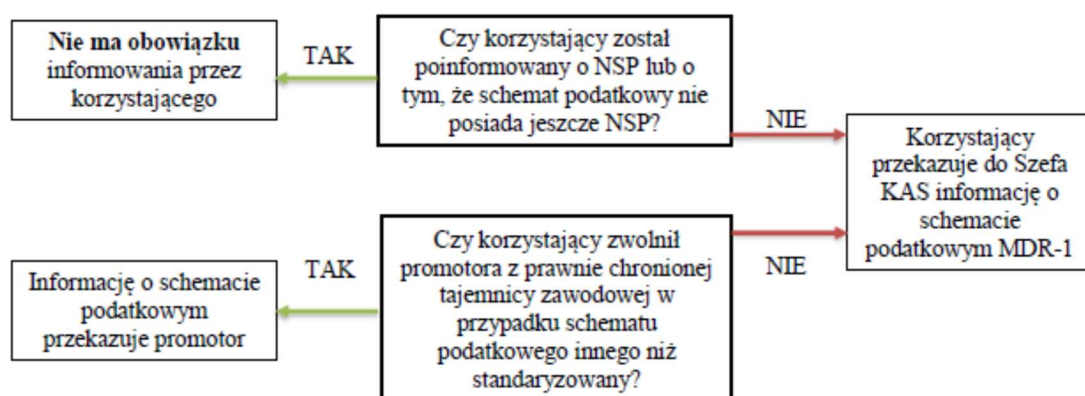 Nie ma obowiązku
informowania przez
korzystającego
TAK
Czy korzystający został
poinformowany o NSP lub o
tym, że schemat podatkowy nie
posiada jeszcze NSP?
NIE
Korzystający
przekazuje do Szefa
KAS informację o
schemacie
podatkowym MDR-1
Informację o schemacie
podatkowym
przekazuje promotor
TAK
Czy korzystający zwolnił
promotora z prawnie chronionej
tajemnicy zawodowej w
przypadku schematu
podatkowego innego niż
standaryzowany?
NIE